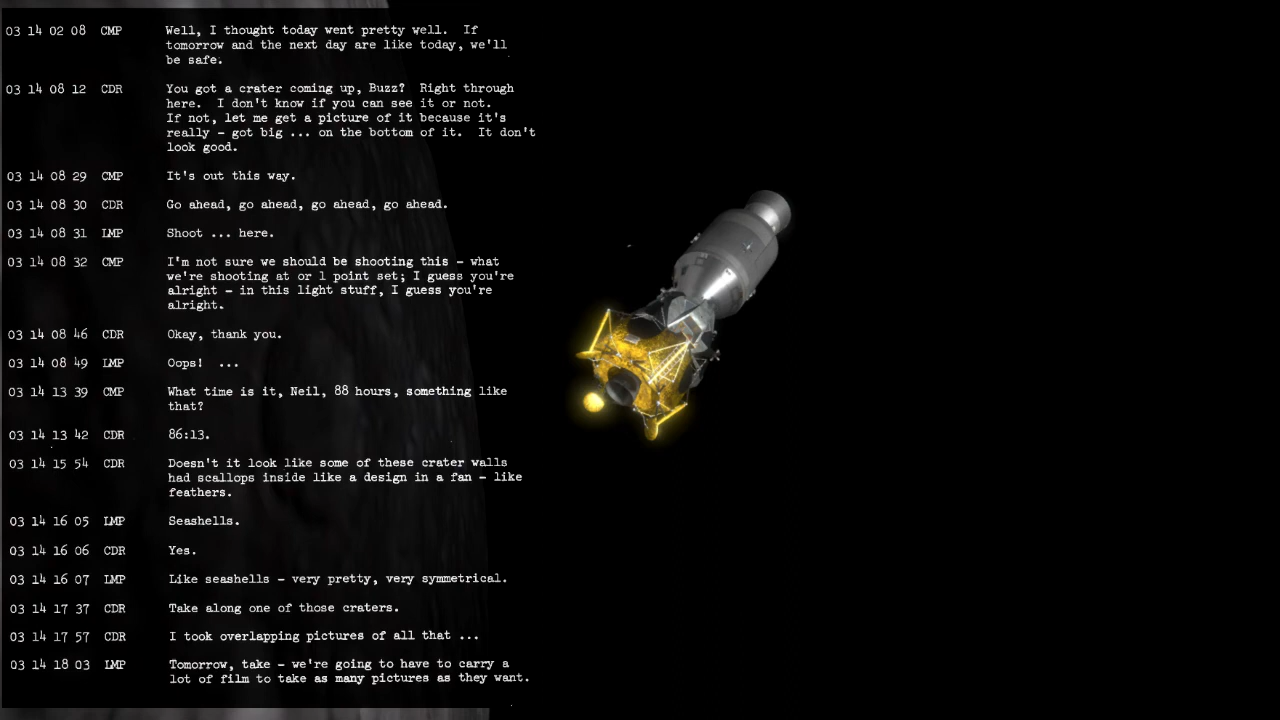 03 14 02 08 CMP Well, I thought today went pretty well. If
tomorrow and the next day are like today, we'll
be safe.
03 14 08 12 CDR You got a crater coming up, Buzz? Right through
here. I don't know if you can see it or not.
If not, let me get a picture of it because it's
really - got big ... on the bottom of it. It don't
look good.
03 14 08 29 CMP It's out this way.
03 14 08 30 CDR Go ahead, go ahead, go ahead, go ahead.
03 14 08 31 LMP Shoot ... here.
03 14 08 32 CMP I'm not sure we should be shooting this - what
we're shooting at or 1 point set; I guess you're
alright - in this light stuff, I guess you're
alright.
03 14 08 46 CDR Okay, thank you.
03 14 08 49 LMP Oops! ...
03 14 13 39 CMP What time is it, Neil, 88 hours, something like
that?
03 14 13 42 CDR 86:13.
03 14 15 54 CDR Doesn't it look like some of these crater walls
had scallops inside like a design in a fan - like
feathers.
03 14 16 05 LMP Seashells.
03 14 16 06 CDR Yes.
03 14 16 07 LMP Like seashells - very pretty, very symmetrical.
03 14 17 37 CDR Take along one of those craters.
03 14 17 57 CDR I took overlapping pictures of all that ...
03 14 18 03 LMP Tomorrow, take - we're going to have to carry a
lot of film to take as many pictures as they want.